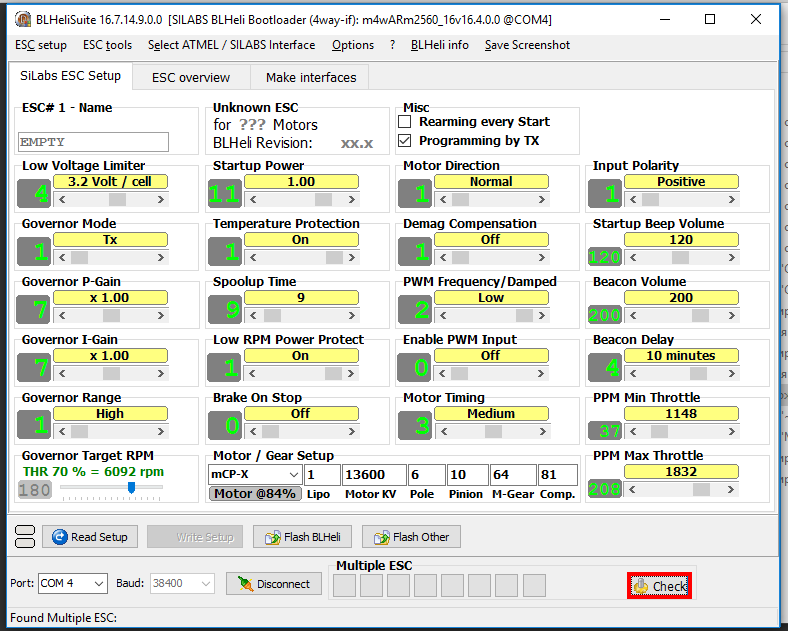 BLHeliSuite 16.7.14.9.0.0 [SILABS BLHeli Bootloader (4way-if): m4wARm2560_16v16.4.0.0 @COM4]
ESC setup ESC tools Select ATMEL / SILABS Interface Options ? BLHeli info Save Screenshot
SiLabs ESC Setup ESC overview Make interfaces
ESC# 1 - Name
EMPTY
Unknown ESC
for ??? Motors
BLHeli Revision: xx.x
Misc
Rearming every Start
Programming by TX
Low Voltage Limiter
4 3.2 Volt / cell
Startup Power
11 1.00
Motor Direction
1 Normal
Input Polarity
1 Positive
Governor Mode
1 Tx
Temperature Protection
1 On
Demag Compensation
1 Off
Startup Beep Volume
120 120
Governor P-Gain
7 x 1.00
Spoolup Time
9 9
PWM Frequency/Damped
2 Low
Beacon Volume
200 200
Governor I-Gain
7 x 1.00
Low RPM Power Protect
1 On
Enable PWM Input
0 Off
Beacon Delay
4 10 minutes
Governor Range
1 High
Brake On Stop
0 Off
Motor Timing
3 Medium
PPM Min Throttle
37 1148
Governor Target RPM
THR 70 % = 6092 rpm
180
Motor / Gear Setup
mCP-X 1 13600 6 10 64 81
Motor @84% Lipo Motor KV Pole Pinion M-Gear Comp.
PPM Max Throttle
208 1832
Read Setup Write Setup Flash BLHeli Flash Other
Port: COM 4 Baud: 38400 Disconnect
Multiple ESC
Check
Found Multiple ESC: